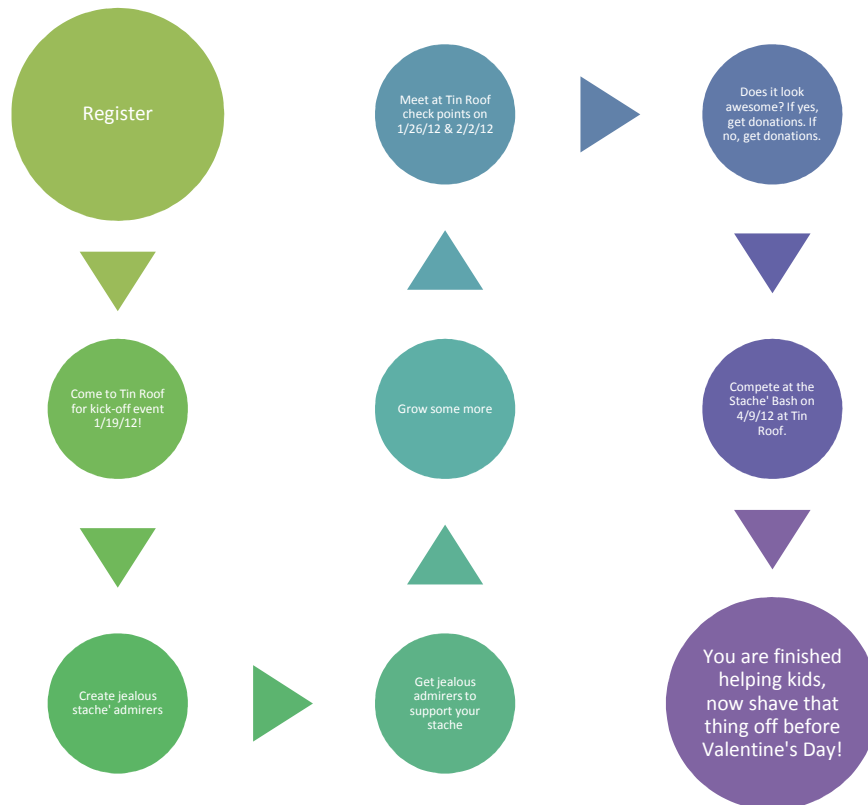 Register
Come to Tin Roof
for kick-off event
1/19/12!
Create jealous
stache' admirers
Get jealous
admirers to
support your
stache
Grow some more
Meet at Tin Roof
check points on
1/26/12 & 2/2/12
Does it look
awesome? If yes,
get donations. If
no, get donations.
Compete at the
Stache' Bash on
4/9/12 at Tin
Roof.
You are finished
helping kids,
now shave that
thing off before
Valentine's Day!